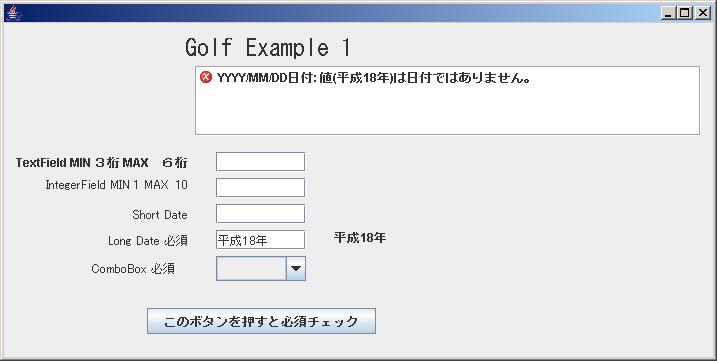 Golf Example 1
YYYY/MM/DD日付: 値(平成18年)は日付ではありません。
TextField MIN ３桁 MAX　６桁
IntegerField MIN 1 MAX 10
Short Date
Long Date 必須 平成18年 平成18年
ComboBox 必須
このボタンを押すと必須チェック